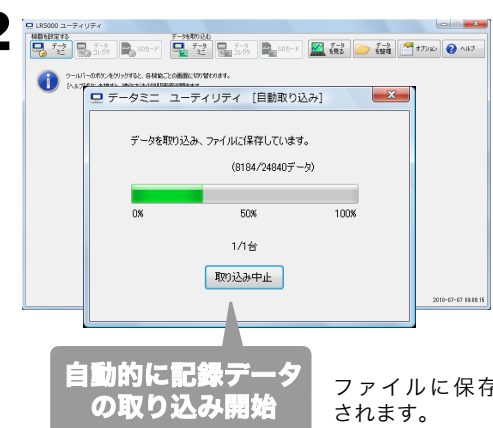 2
LR5000 ユーティリティ
機器を設定する
データを取り込む
データミニ
データコレクタ
SDカード
データミニ
データコレクタ
SDカード
データを見る
データを整理
オプション
ヘルプ
ツールバーのボタンをクリックすると、各機能ごとの画面に切り替わります。
データミニ ユーティリティ [自動取り込み]
データを取り込み、ファイルに保存しています。
(8184/24840データ)
0% 50% 100%
1/1台
取り込み中止
自動的に記録データ
の取り込み開始
ファイルに保存
されます。